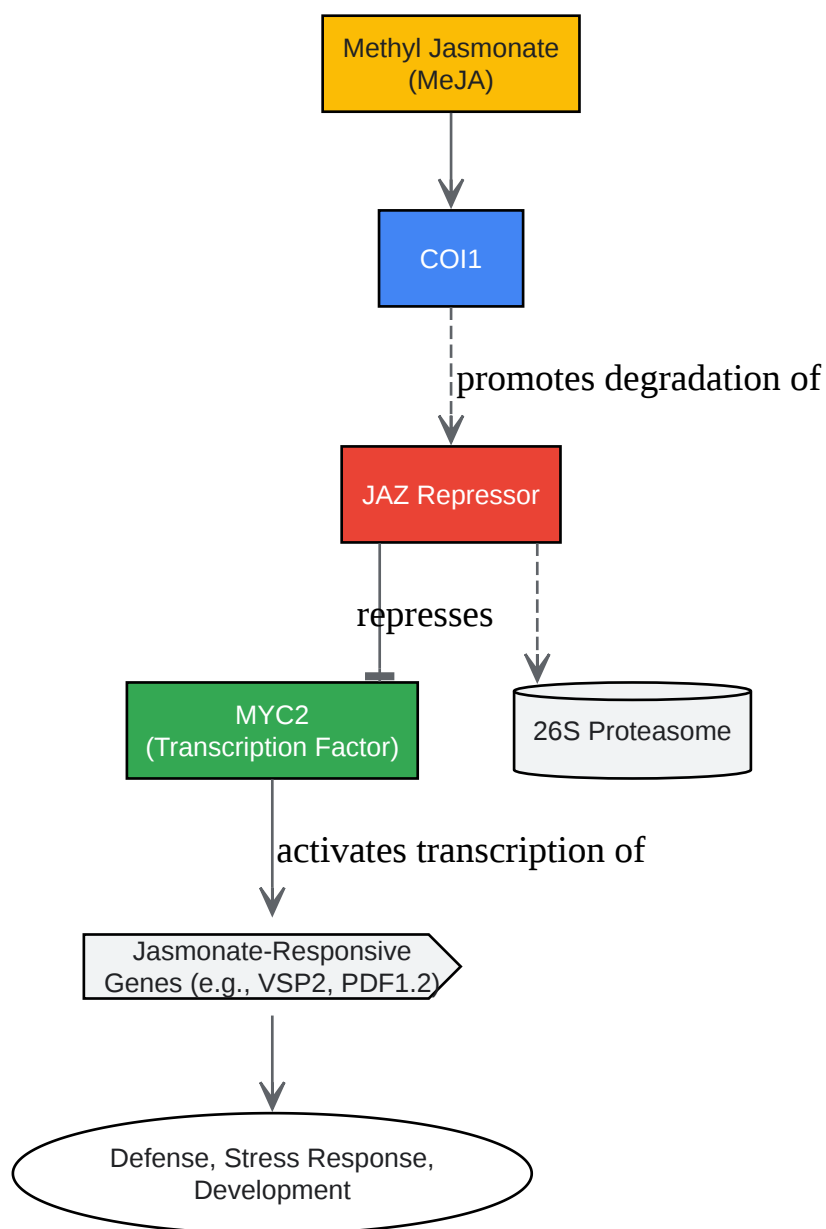 Methyl Jasmonate
(MeJA)
COI1
promotes degradation of
JAZ Repressor
represses
MYC2
(Transcription Factor)
26S Proteasome
activates transcription of
Jasmonate-Responsive
Genes (e.g., VSP2, PDF1.2)
Defense, Stress Response,
Development